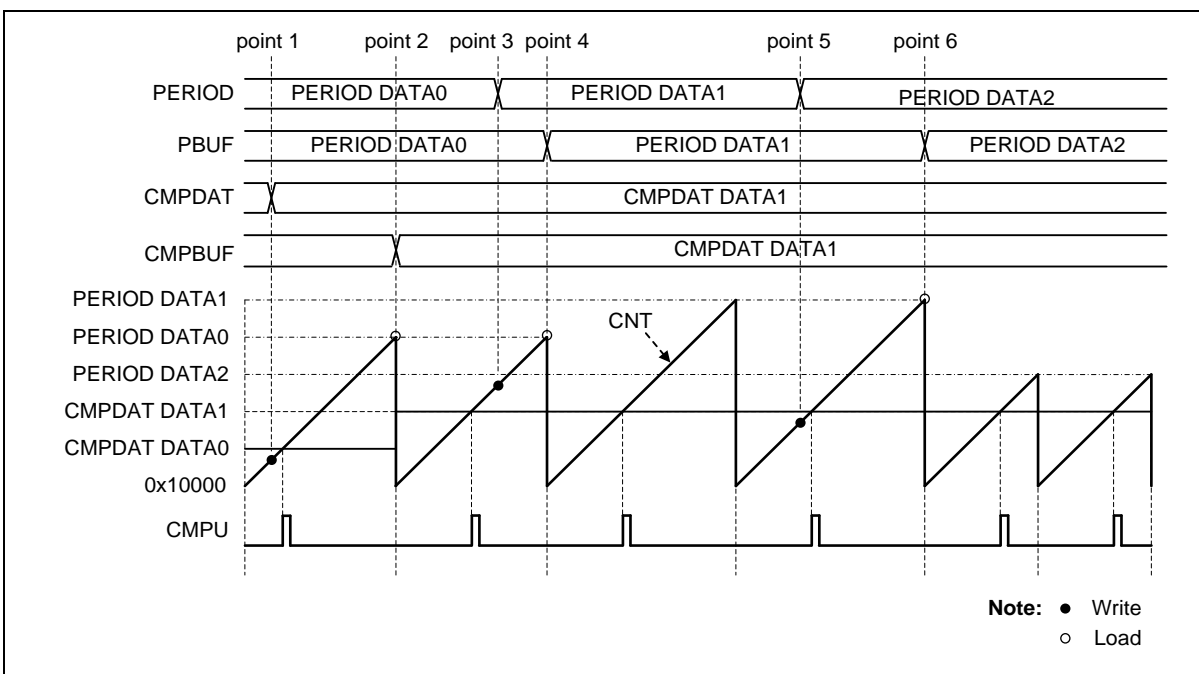 point 1 point 2 point 3 point 4 point 5 point 6
PERIOD PERIOD DATA0 PERIOD DATA1 PERIOD DATA2
PBUF PERIOD DATA0 PERIOD DATA1 PERIOD DATA2
CMPDAT CMPDAT DATA1
CMPBUF CMPDAT DATA1
PERIOD DATA1
CNT
PERIOD DATA0
PERIOD DATA2
CMPDAT DATA1
CMPDAT DATA0
0x10000
CMPU
Note: Write
Load